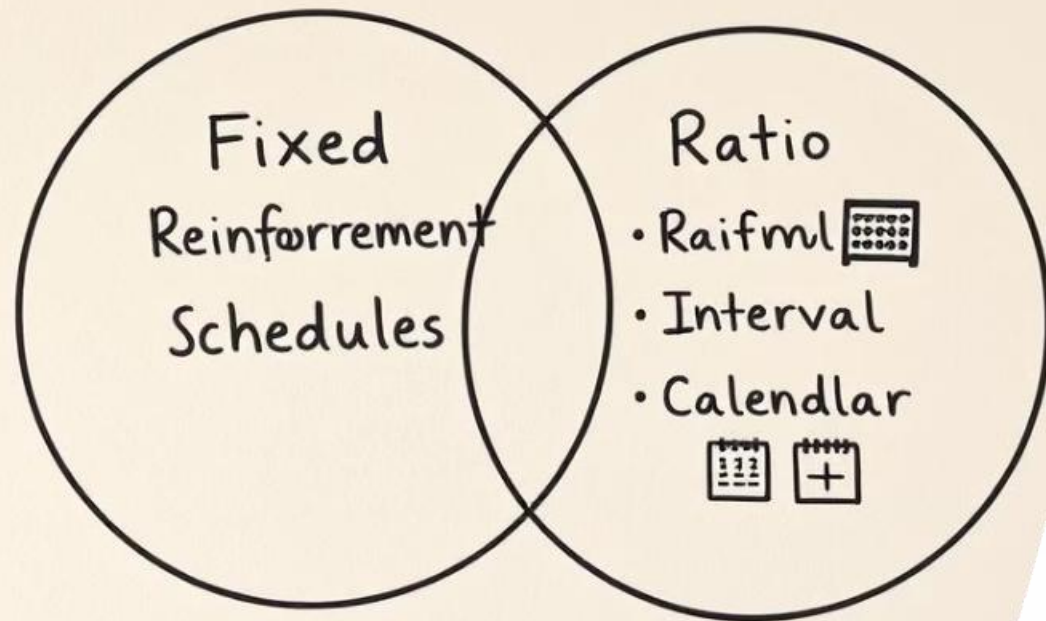 Fixed
Reinforrement
Schedules
Ratio
· Raifml
· Interval
· Calendlar